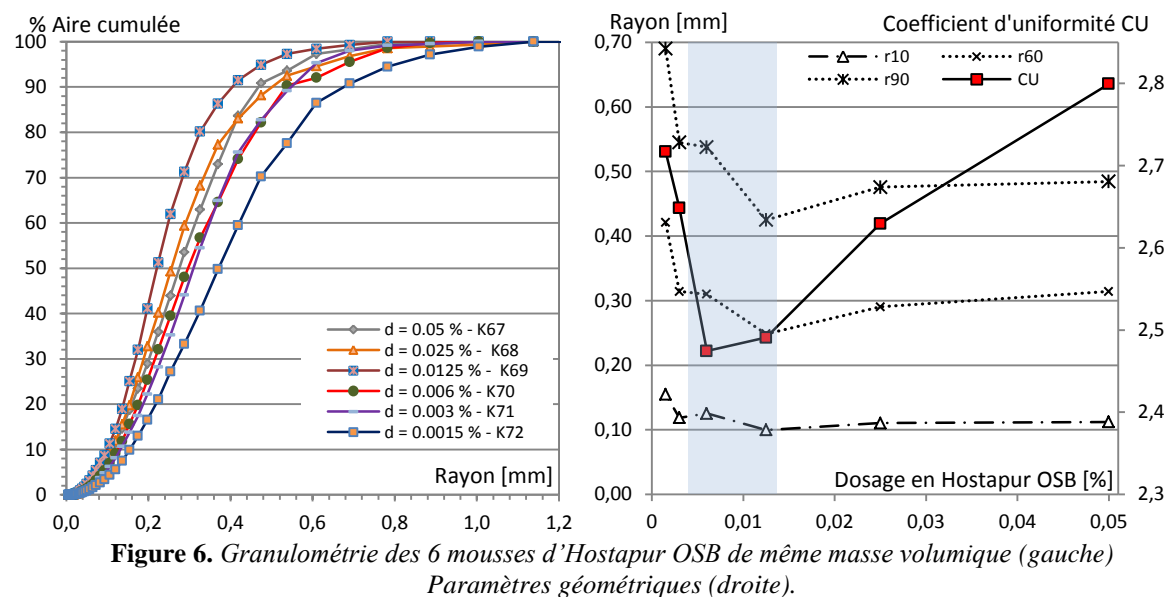 % Aire cumulée
100
90
80
70
60
50
40
30
20
10
0
0,0 0,2 0,4 0,6 0,8 1,0 1,2
d = 0.05 % - K67
d = 0.025 % - K68
d = 0.0125 % - K69
d = 0.006 % - K70
d = 0.003 % - K71
d = 0.0015 % - K72
Rayon [mm]
Rayon [mm]
Coefficient d'uniformité CU
0,70
0,60
0,50
0,40
0,30
0,20
0,10
0,00
r10 r60
r90 CU
2,8
2,7
2,6
2,5
2,4
2,3
Dosage en Hostapur OSB [%]
0 0,01 0,02 0,03 0,04 0,05
Figure 6. Granulométrie des 6 mousses d’Hostapur OSB de même masse volumique (gauche)
Paramètres géométriques (droite).